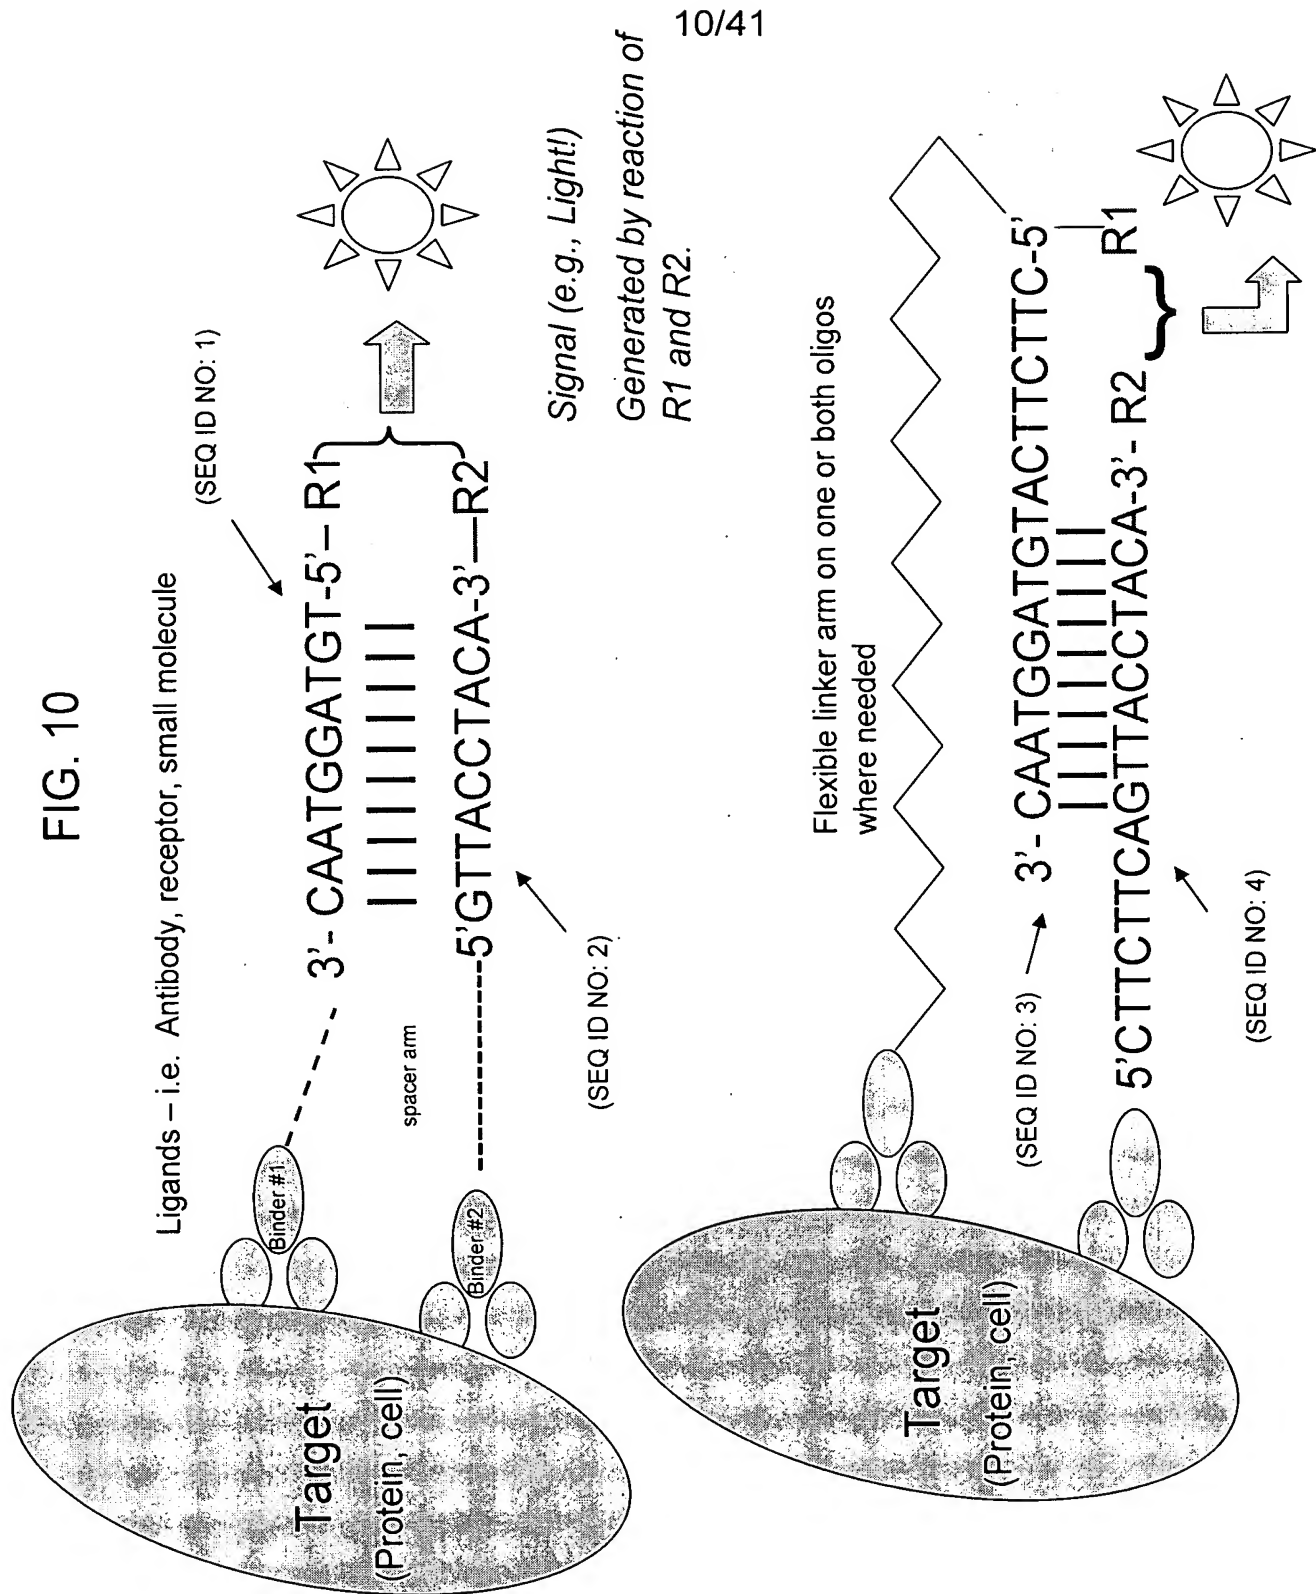 10/41
FIG. 10
Ligands – i.e. Antibody, receptor, small molecule
(SEQ ID NO: 1)
Binder #1
3'- CAATGGATGT-5'– R1
spacer arm
Binder #2
5'GTTACCTACA-3'—R2
(SEQ ID NO: 2)
Target
(Protein, cell)
Signal (e.g., Light!)
Generated by reaction of
R1 and R2.
Flexible linker arm on one or both oligos
where needed
(SEQ ID NO: 3)
3'- CAATGGATGTACTTCTTC-5'
R1
5'CTTCTTCAGTTACCTACA-3'- R2
(SEQ ID NO: 4)
Target
(Protein, cell)